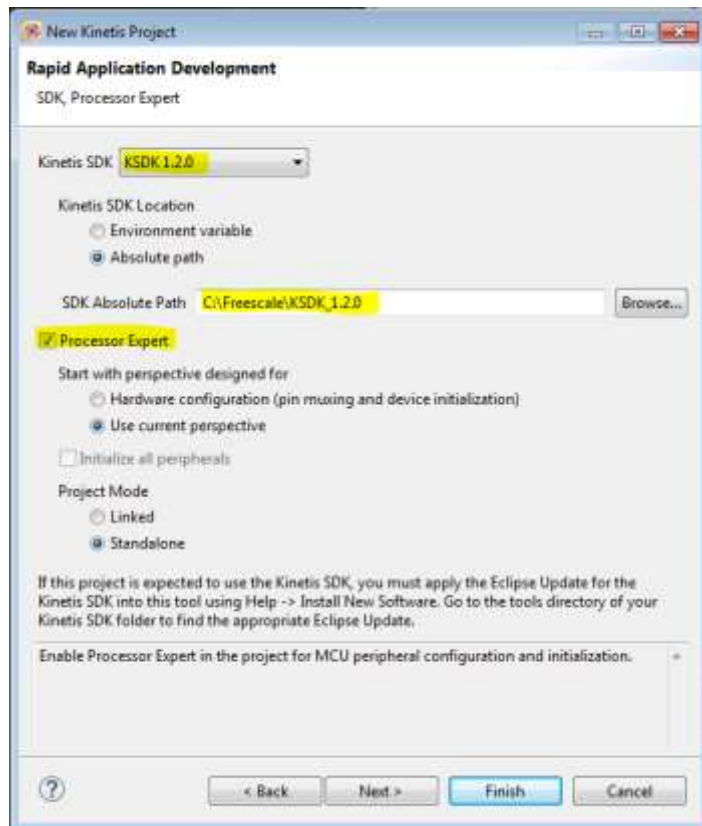 New Kinetis Project
Rapid Application Development
SDK, Processor Expert
Kinetis SDK KSDK 1.2.0
Kinetis SDK Location
Environment variable
Absolute path
SDK Absolute Path C:\Freescale\KSDK_1.2.0 Browse...
Processor Expert
Start with perspective designed for
Hardware configuration (pin muxing and device initialization)
Use current perspective
Initialize all peripherals
Project Mode
Linked
Standalone
If this project is expected to use the Kinetis SDK, you must apply the Eclipse Update for the
Kinetis SDK into this tool using Help -> Install New Software. Go to the tools directory of your
Kinetis SDK folder to find the appropriate Eclipse Update.
Enable Processor Expert in the project for MCU peripheral configuration and initialization.
? < Back Next > Finish Cancel